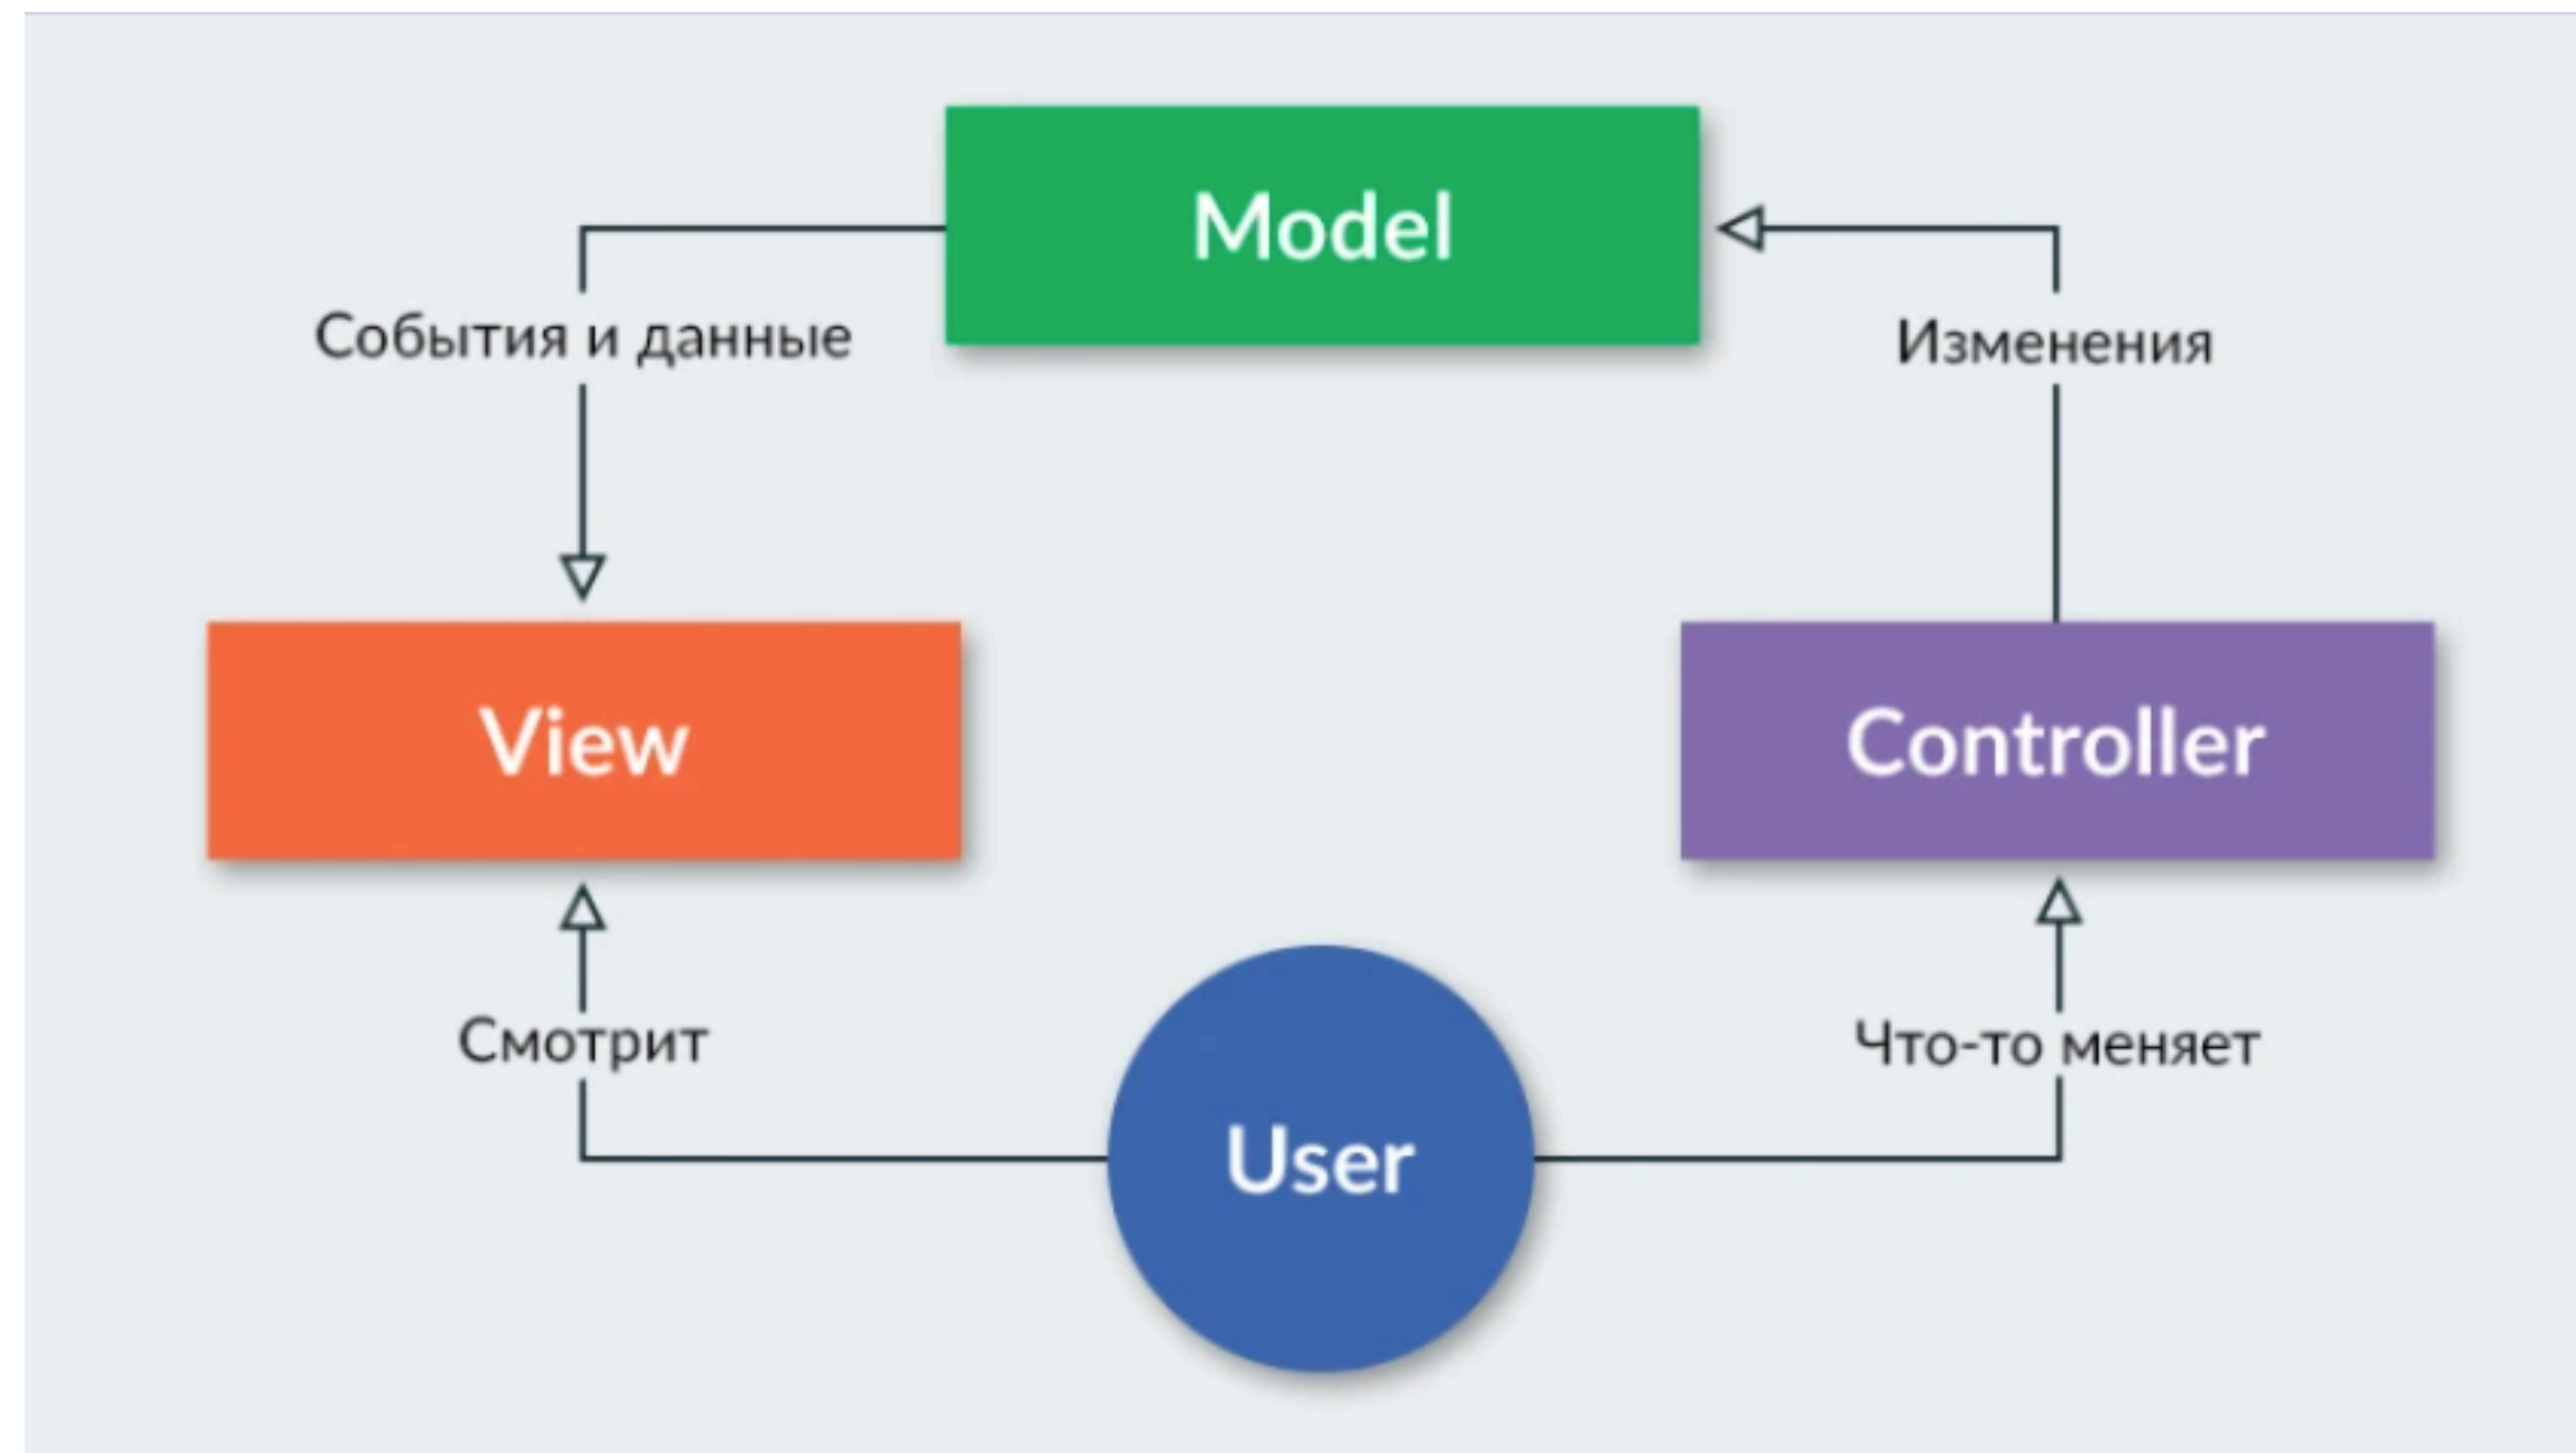 Model
События и данные
Изменения
View
Controller
Смотрит
Что-то меняет
User